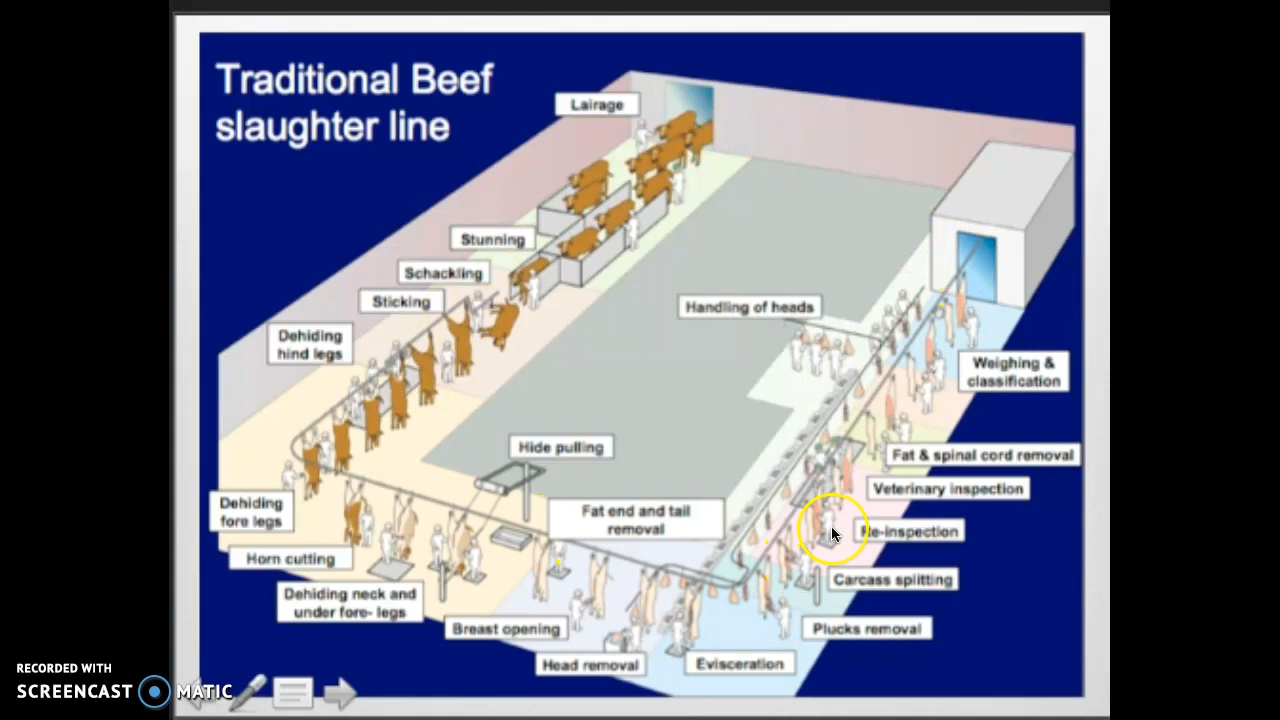 Traditional Beef
slaughter line
Lairage
Stunning
Schackling
Sticking
Dehiding
hind legs
Handling of heads
Weighing &
classification
Hide pulling
Fat & spinal cord removal
Veterinary inspection
Dehiding
fore legs
Fat end and tail
removal
Re-inspection
Horn cutting
Carcass splitting
Dehiding neck and
under fore- legs
Breast opening
Plucks removal
Head removal
Evisceration
RECORDED WITH
SCREENCAST MATIC